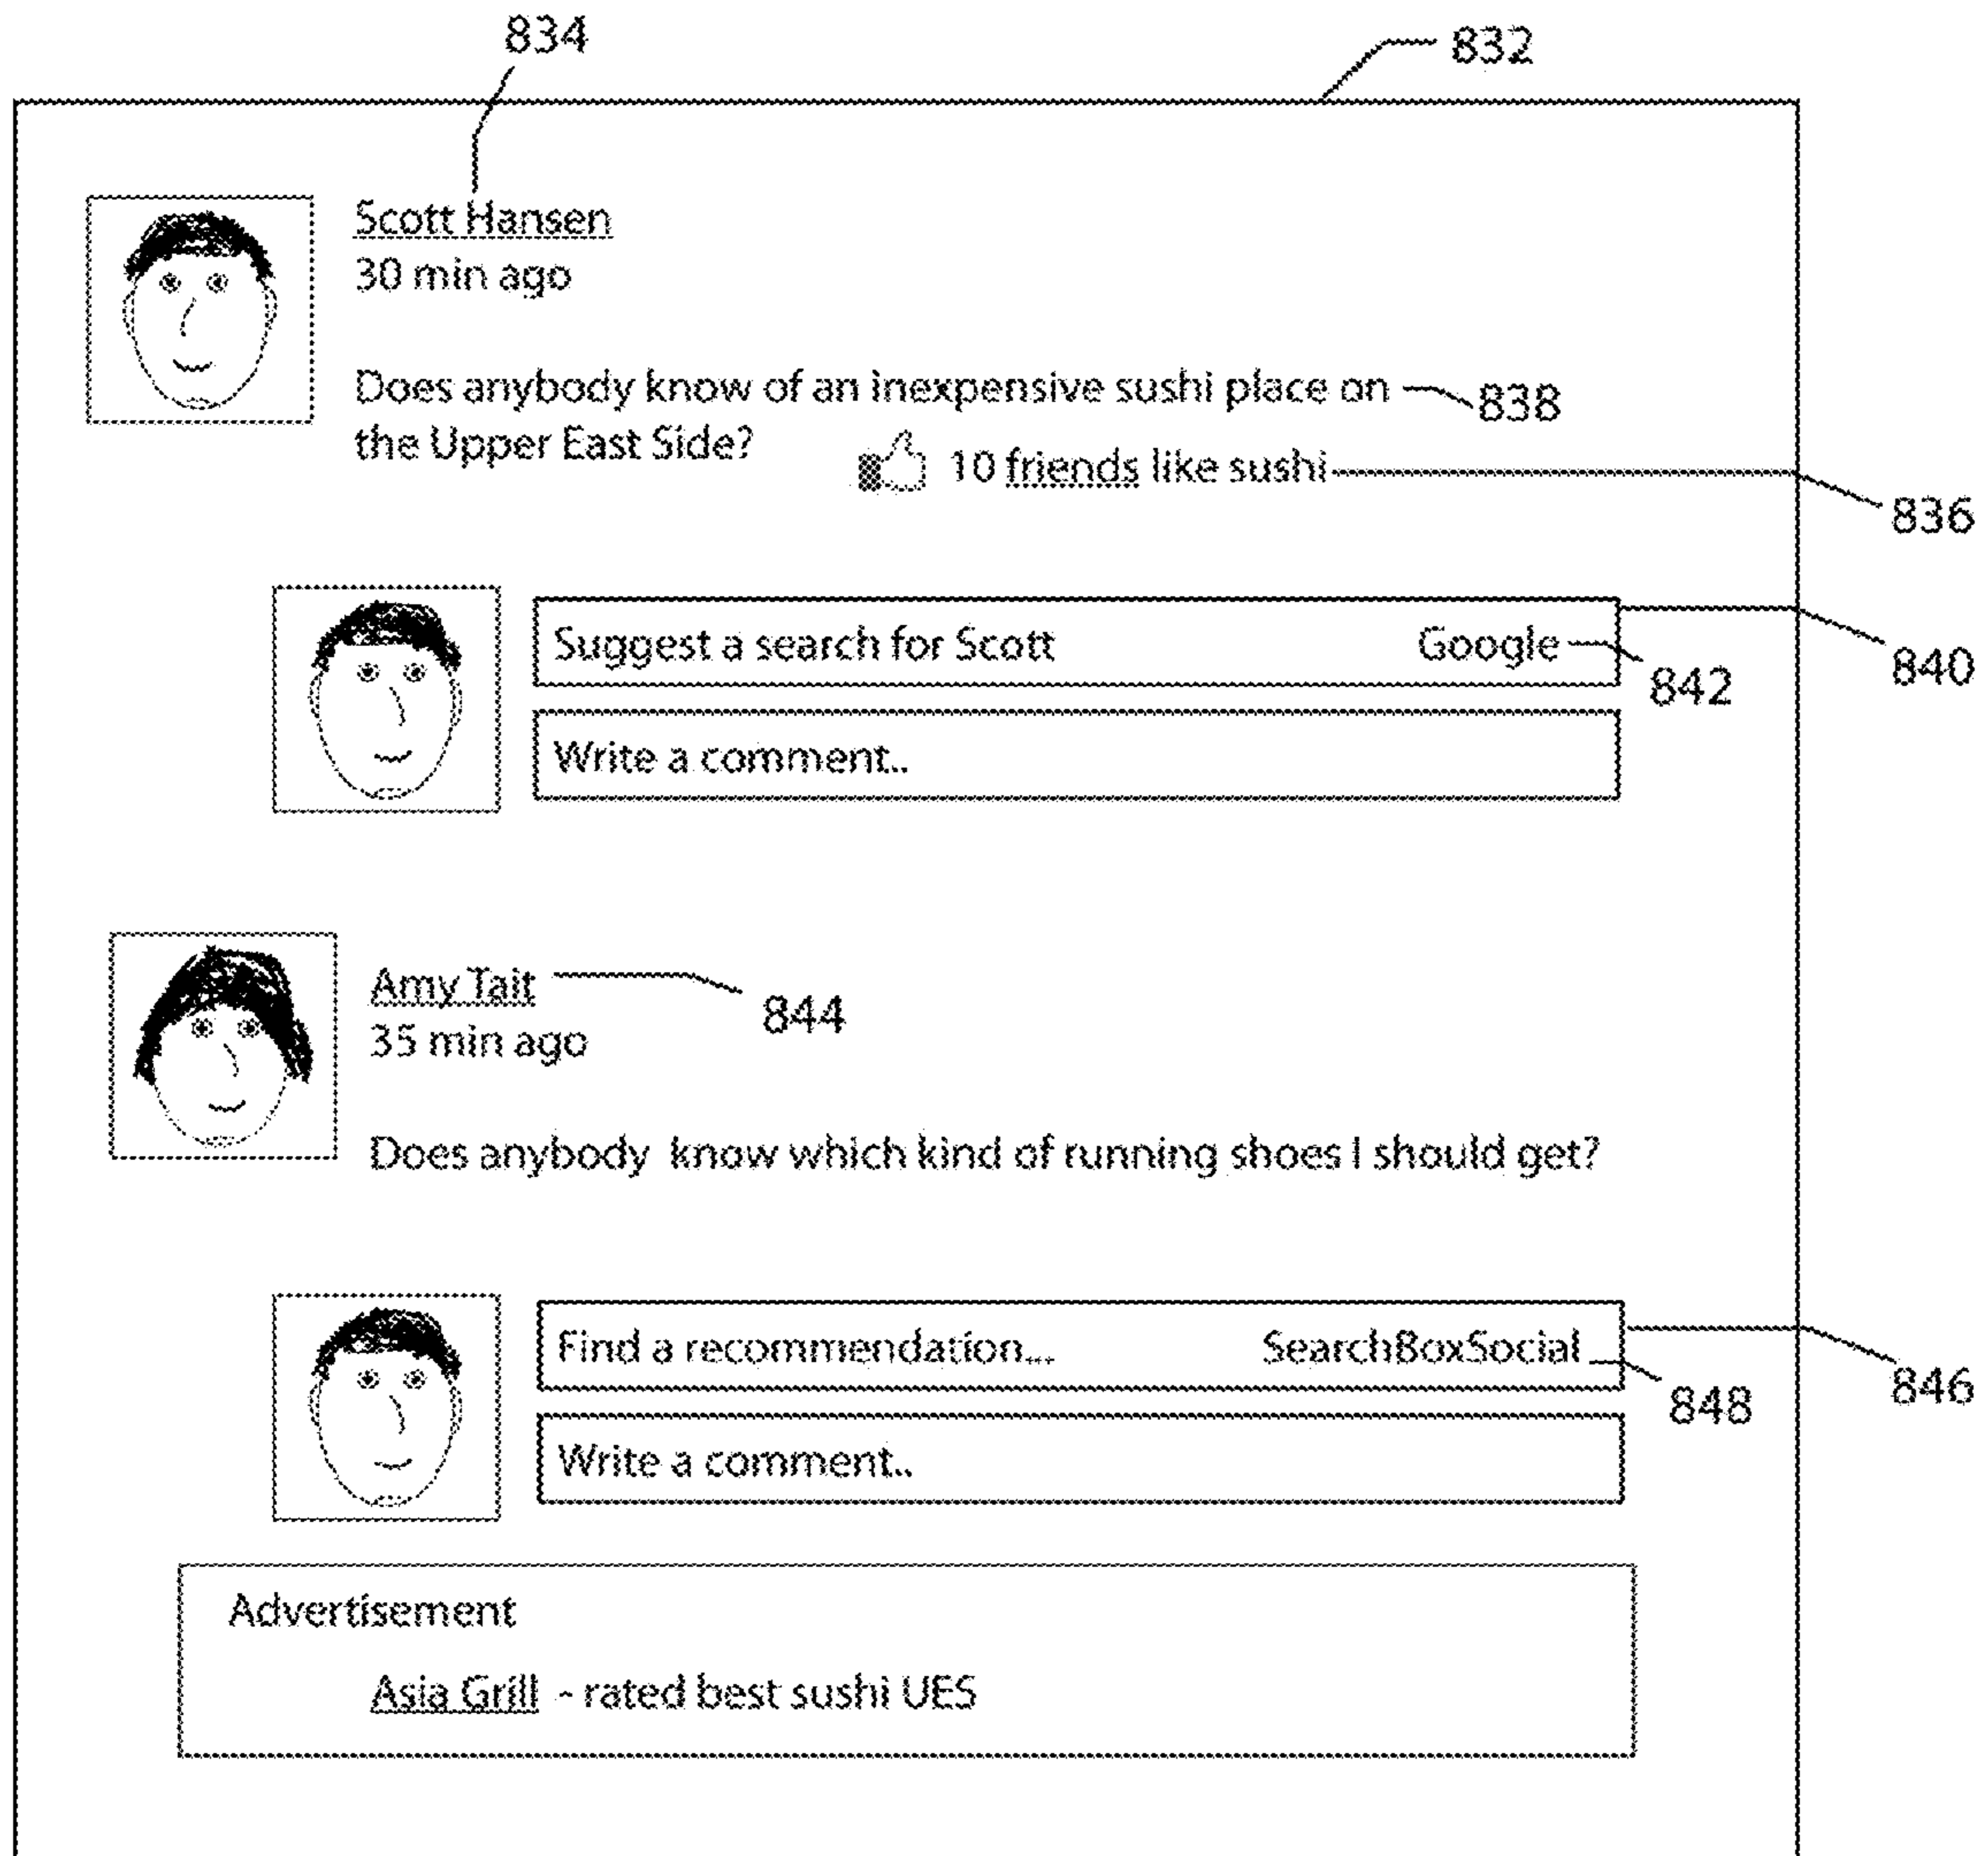 834
832
Scott Hansen
30 min ago
Does anybody know of an inexpensive sushi place on
838
the Upper East Side?
10 friends like sushi
836
Suggest a search for Scott Google
842
840
Write a comment..
Amy Tait
844
35 min ago
Does anybody know which kind of running shoes I should get?
Find a recommendation... SearchBoxSocial
848
846
Write a comment..
Advertisement
Asia Grill - rated best sushi UES